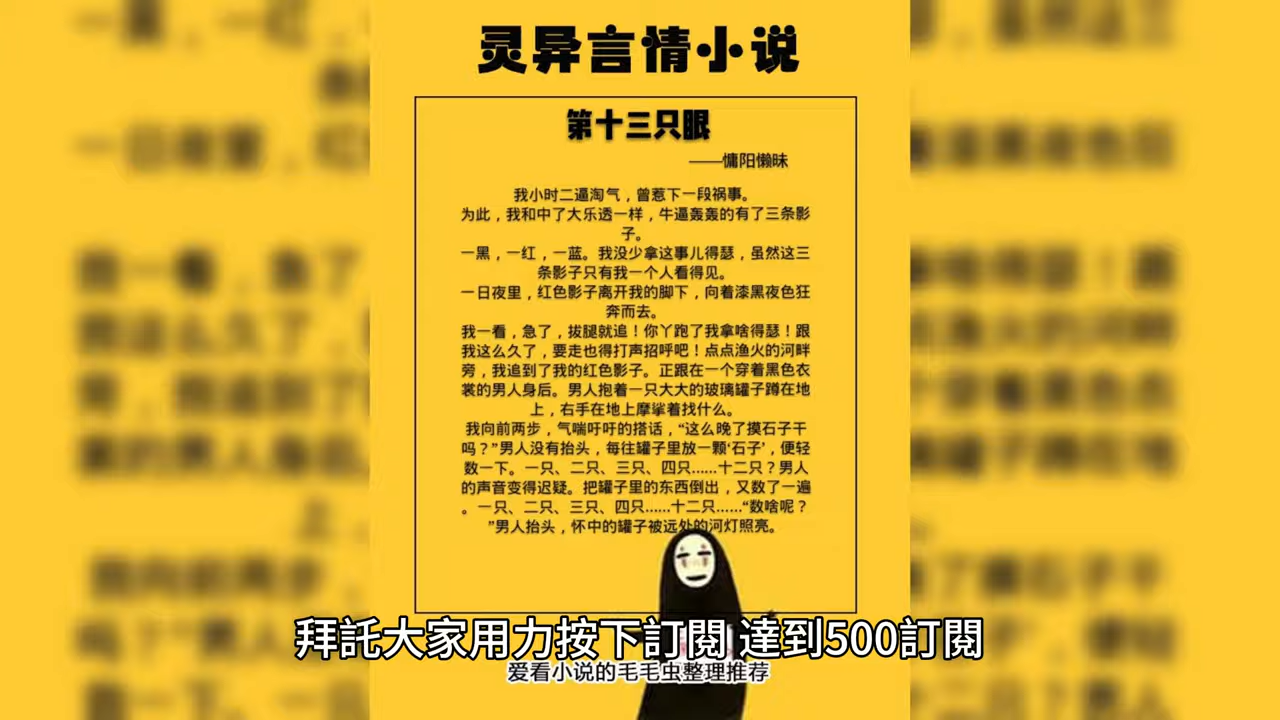 灵异言情小说
第十三只眼
——慵阳懒昧
我小时二逼淘气，曾惹下一段祸事。
为此，我和中了大乐透一样，牛逼轰轰的有了三条影
子。
一黑，一红，一蓝。我没少拿这事儿得瑟，虽然这三
条影子只有我一个人看得见。
一日夜里，红色影子离开我的脚下，向着漆黑夜色狂
奔而去。
我一看，急了，拔腿就追！你丫跑了我拿啥得瑟！跟
我这么久了，要走也得打声招呼吧！点点渔火的河畔
旁，我追到了我的红色影子。正跟在一个穿着黑色衣
裳的男人身后。男人抱着一只大大的玻璃罐子蹲在地
上，右手在地上摩挲着找什么。
我向前两步，气喘吁吁的搭话，“这么晚了摸石子干
吗？”男人没有抬头，每往罐子里放一颗‘石子’，便轻
数一下。一只、二只、三只、四只......十二只？男人
的声音变得迟疑。把罐子里的东西倒出，又数了一遍
。一只、二只、三只、四只......十二只......“数啥呢？
”男人抬头，怀中的罐子被远处的河灯照亮。
拜託大家用力按下訂閱 達到500訂閱
爱看小说的毛毛虫整理推荐